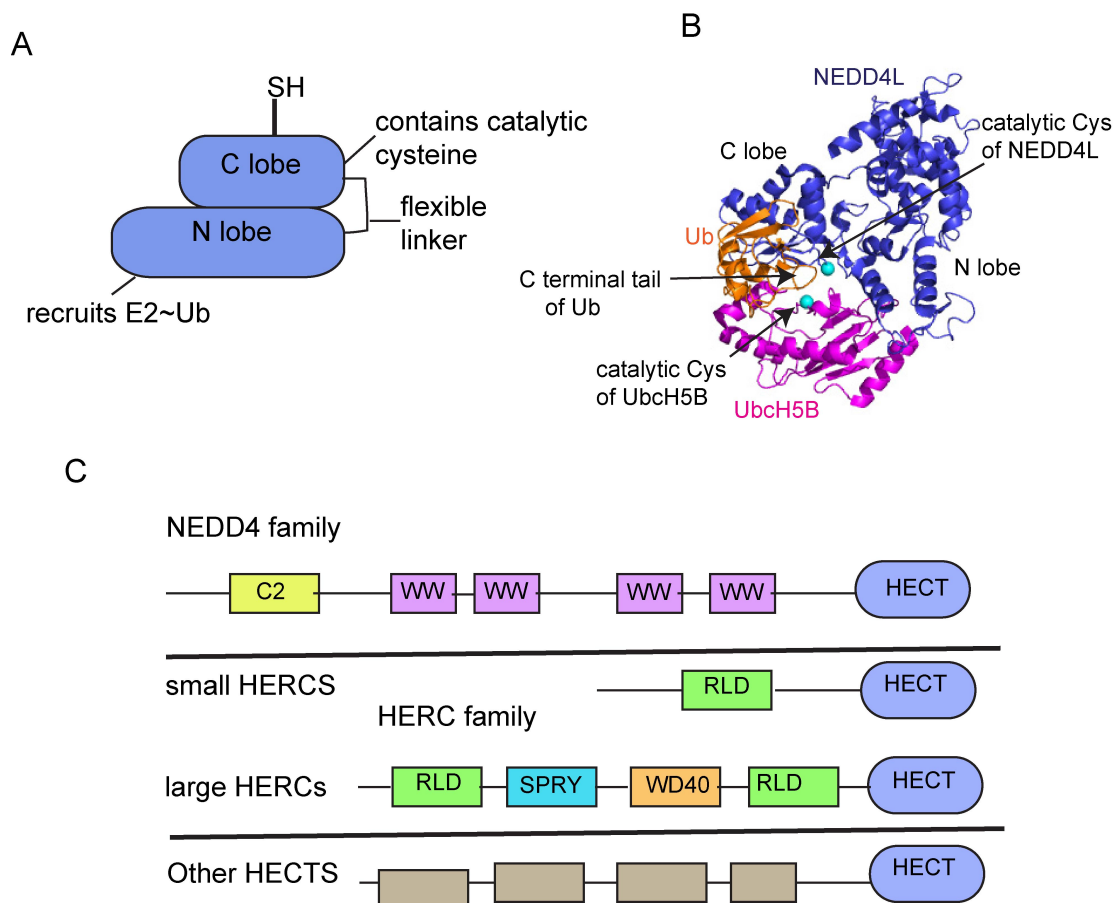 A
SH
C lobe
contains catalytic
cysteine
N lobe
flexible
linker
recruits E2~Ub
B
NEDD4L
catalytic Cys
of NEDD4L
C lobe
Ub
N lobe
C terminal tail
of Ub
catalytic Cys
of UbcH5B
UbcH5B
C
NEDD4 family
C2 WW WW WW WW HECT
small HERCS RLD HECT
HERC family
large HERCs RLD SPRY WD40 RLD HECT
Other HECTS HECT